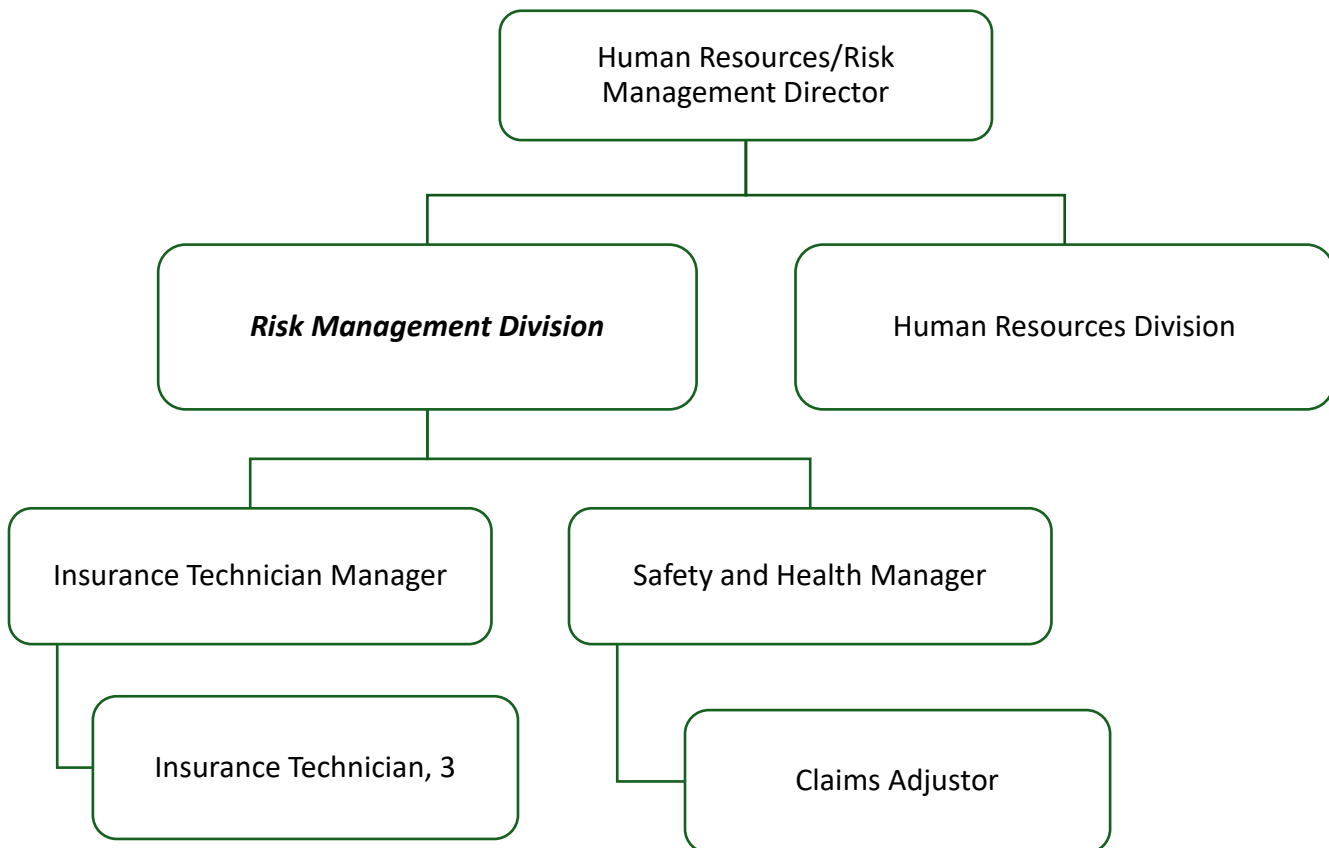 Human Resources/Risk
Management Director
Risk Management Division
Human Resources Division
Insurance Technician Manager
Safety and Health Manager
Insurance Technician, 3
Claims Adjustor